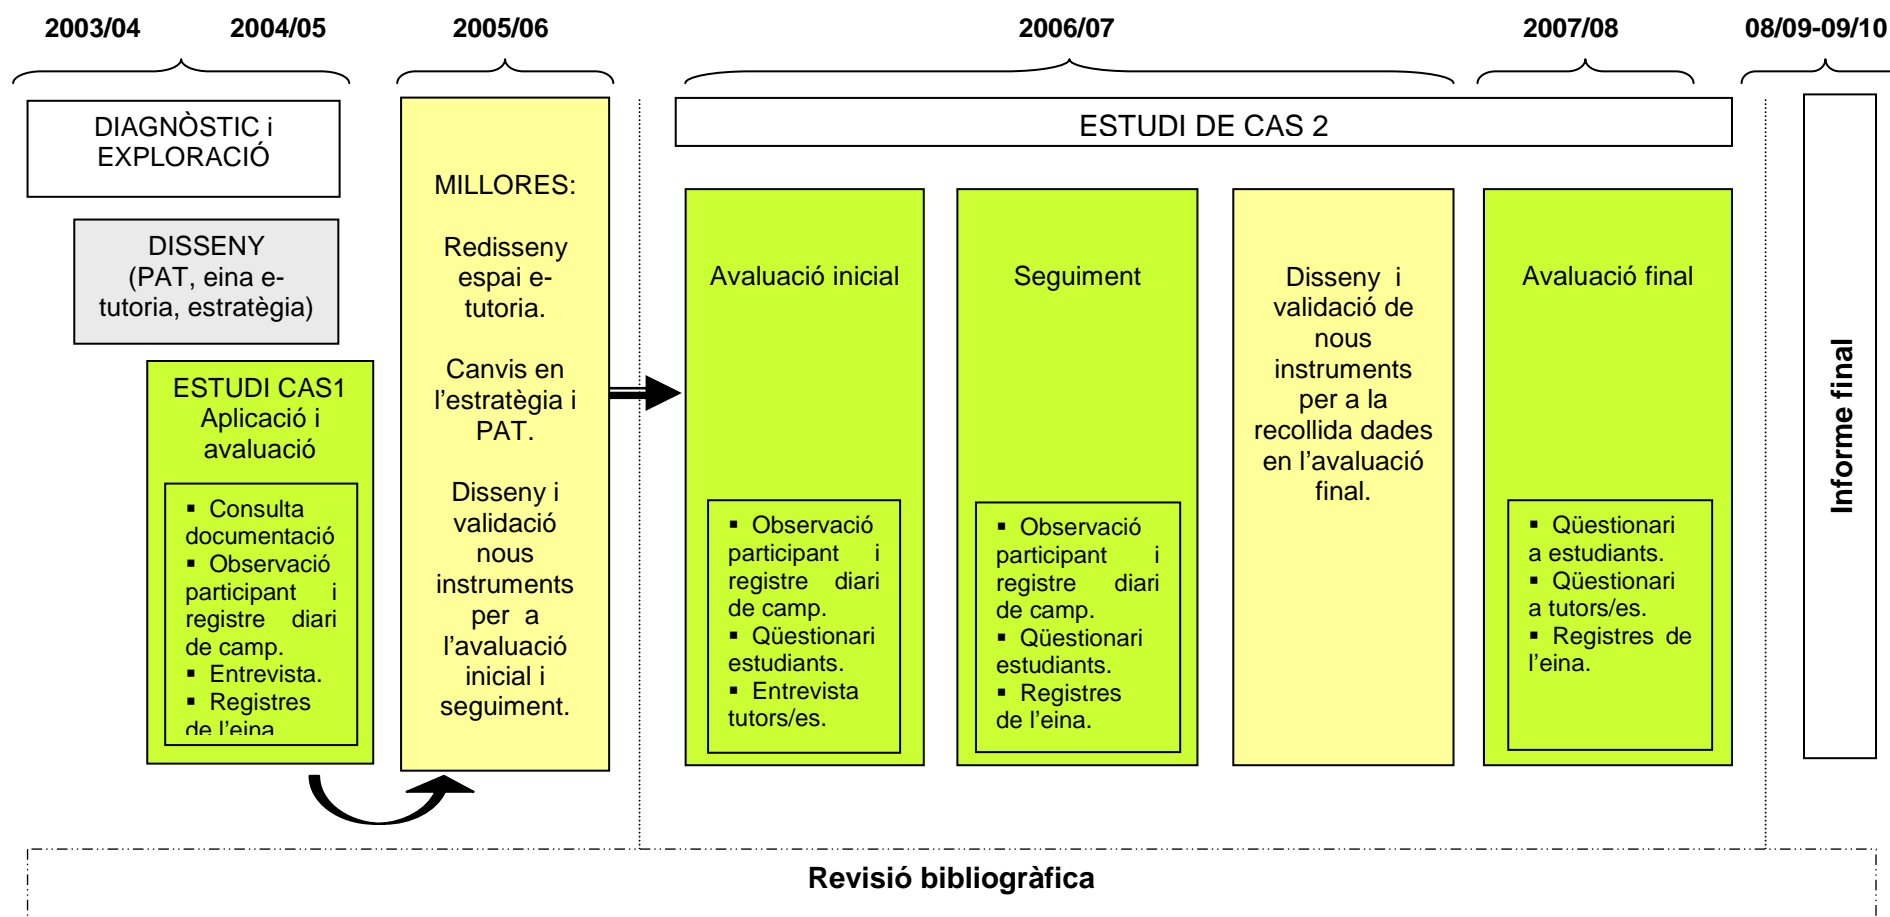 2003/04 2004/05 2005/06 2006/07 2007/08 08/09-09/10
DIAGNÒSTIC i
EXPLORACIÓ
DISSENY
(PAT, eina e-
tutoria, estratègia)
ESTUDI CAS1
Aplicació i
avaluació
▪ Consulta
documentació
▪ Observació
participant i
registre diari
de camp.
▪ Entrevista.
▪ Registres
de l’eina
MILLORES:
Redisseny
espai e-
tutoria.
Canvis en
l’estratègia i
PAT.
Disseny i
validació
nous
instruments
per a
l’avaluació
inicial i
seguiment.
ESTUDI DE CAS 2
Avaluació inicial
▪ Observació
participant i
registre diari
de camp.
▪ Qüestionari
estudiants.
▪ Entrevista
tutors/es.
Seguiment
▪ Observació
participant i
registre diari
de camp.
▪ Qüestionari
estudiants.
▪ Registres
de l’eina.
Disseny i
validació de
nous
instruments
per a la
recollida dades
en l’avaluació
final.
Avaluació final
▪ Qüestionari
a estudiants.
▪ Qüestionari
a tutors/es.
▪ Registres de
l’eina.
Informe final
Revisió bibliogràfica